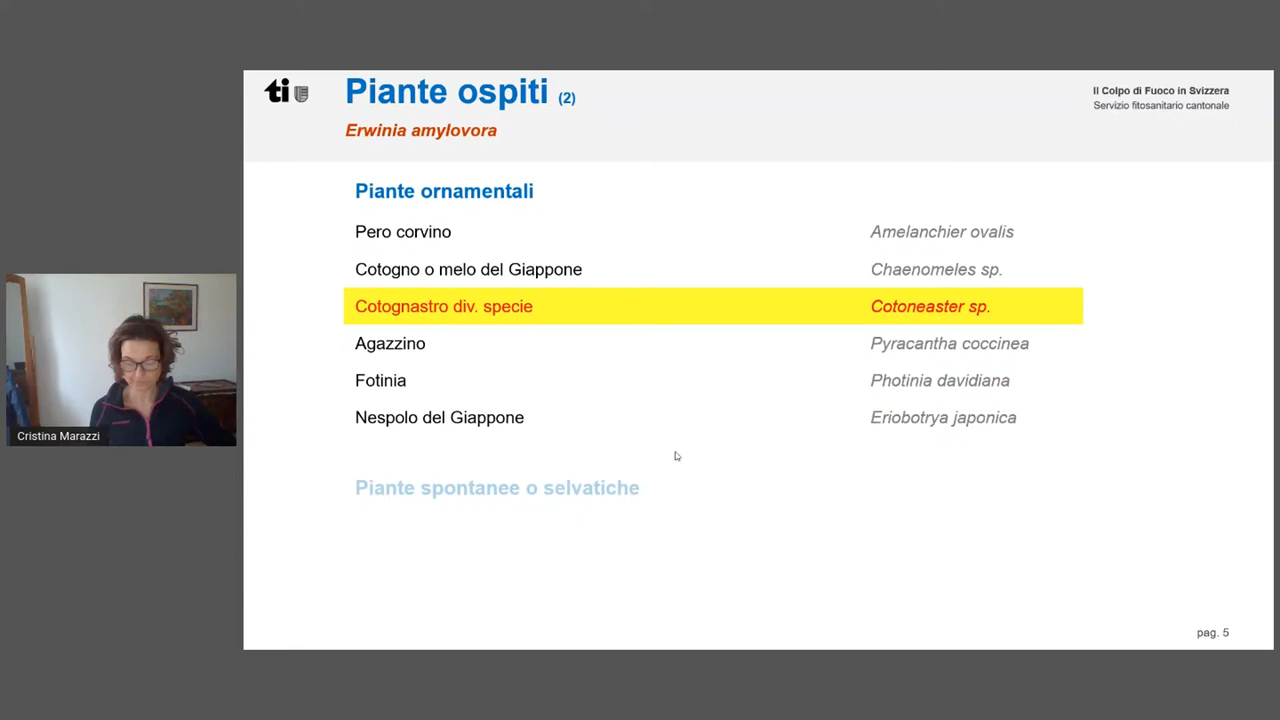 ti
Piante ospiti (2)
Erwinia amylovora
Il Colpo di Fuoco in Svizzera
Servizio fitosanitario cantonale
Piante ornamentali
Pero corvino Amelanchier ovalis
Cotogno o melo del Giappone Chaenomeles sp.
Cotognastro div. specie Cotoneaster sp.
Agazzino Pyracantha coccinea
Fotinia Photinia davidiana
Nespolo del Giappone Eriobotrya japonica
Piante spontanee o selvatiche
Cristina Marazzi
pag. 5